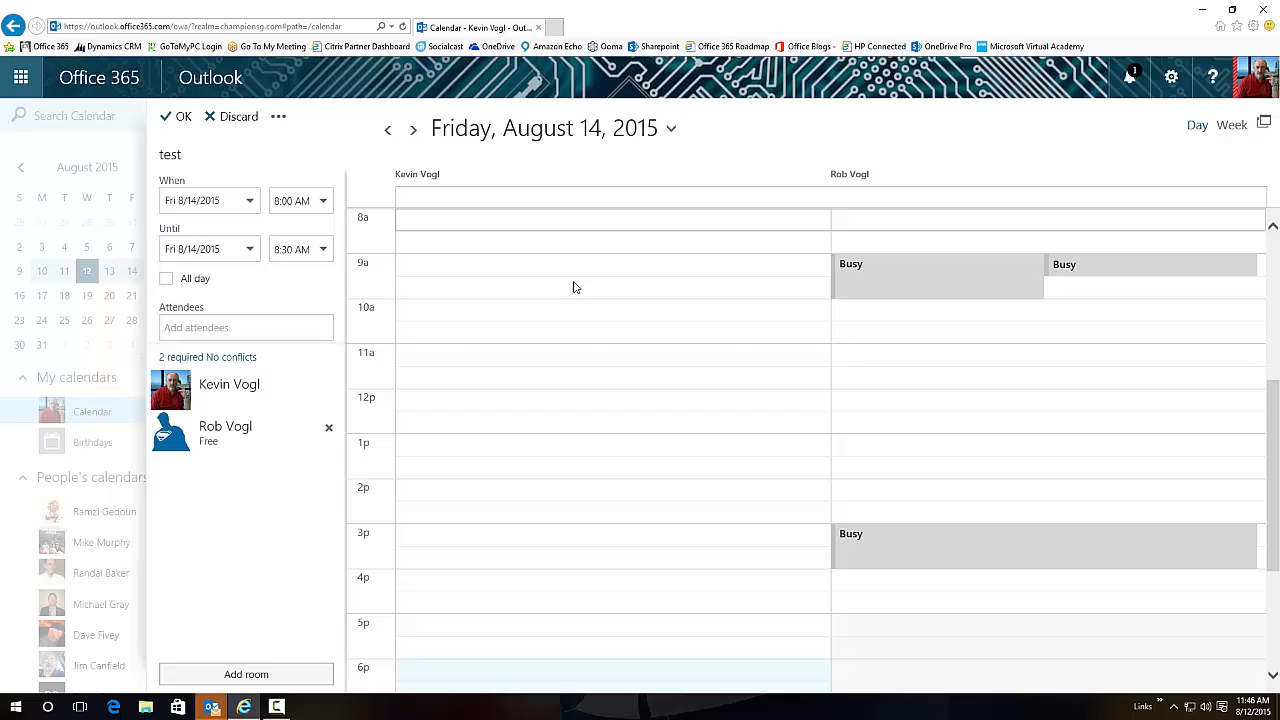 https://outlook.office365.com/owa/?realm=championsg.com#path=/calendar
Calendar - Kevin Vogl - Out...
Office 365
Dynamics CRM
GoToMyPC Login
Go To My Meeting
Citrix Partner Dashboard
Socialcast
OneDrive
Amazon Echo
Ooma
Sharepoint
Office 365 Roadmap
Office Blogs -
HP Connected
OneDrive Pro
Microsoft Virtual Academy
Office 365
Outlook
1
Search Calendar
OK
Discard
Friday, August 14, 2015
Day
Week
test
August 2015
S M T W T F
26 27 28 29 30 31
2 3 4 5 6 7
9 10 11 12 13 14
16 17 18 19 20 21
23 24 25 26 27 28
30 31
When
Fri 8/14/2015
8:00 AM
Until
Fri 8/14/2015
8:30 AM
All day
Attendees
Add attendees
2 required No conflicts
Kevin Vogl
Rob Vogl
Free
Add room
My calendars
Calendar
Birthdays
People's calendars
Ramzi Gedoun
Mike Murphy
Randal Baker
Michael Gray
Dave Fivey
Jim Canfield
Kevin Vogl
Rob Vogl
8a
9a
Busy
Busy
10a
11a
12p
1p
2p
3p
Busy
4p
5p
6p
Links
11:46 AM
8/12/2015